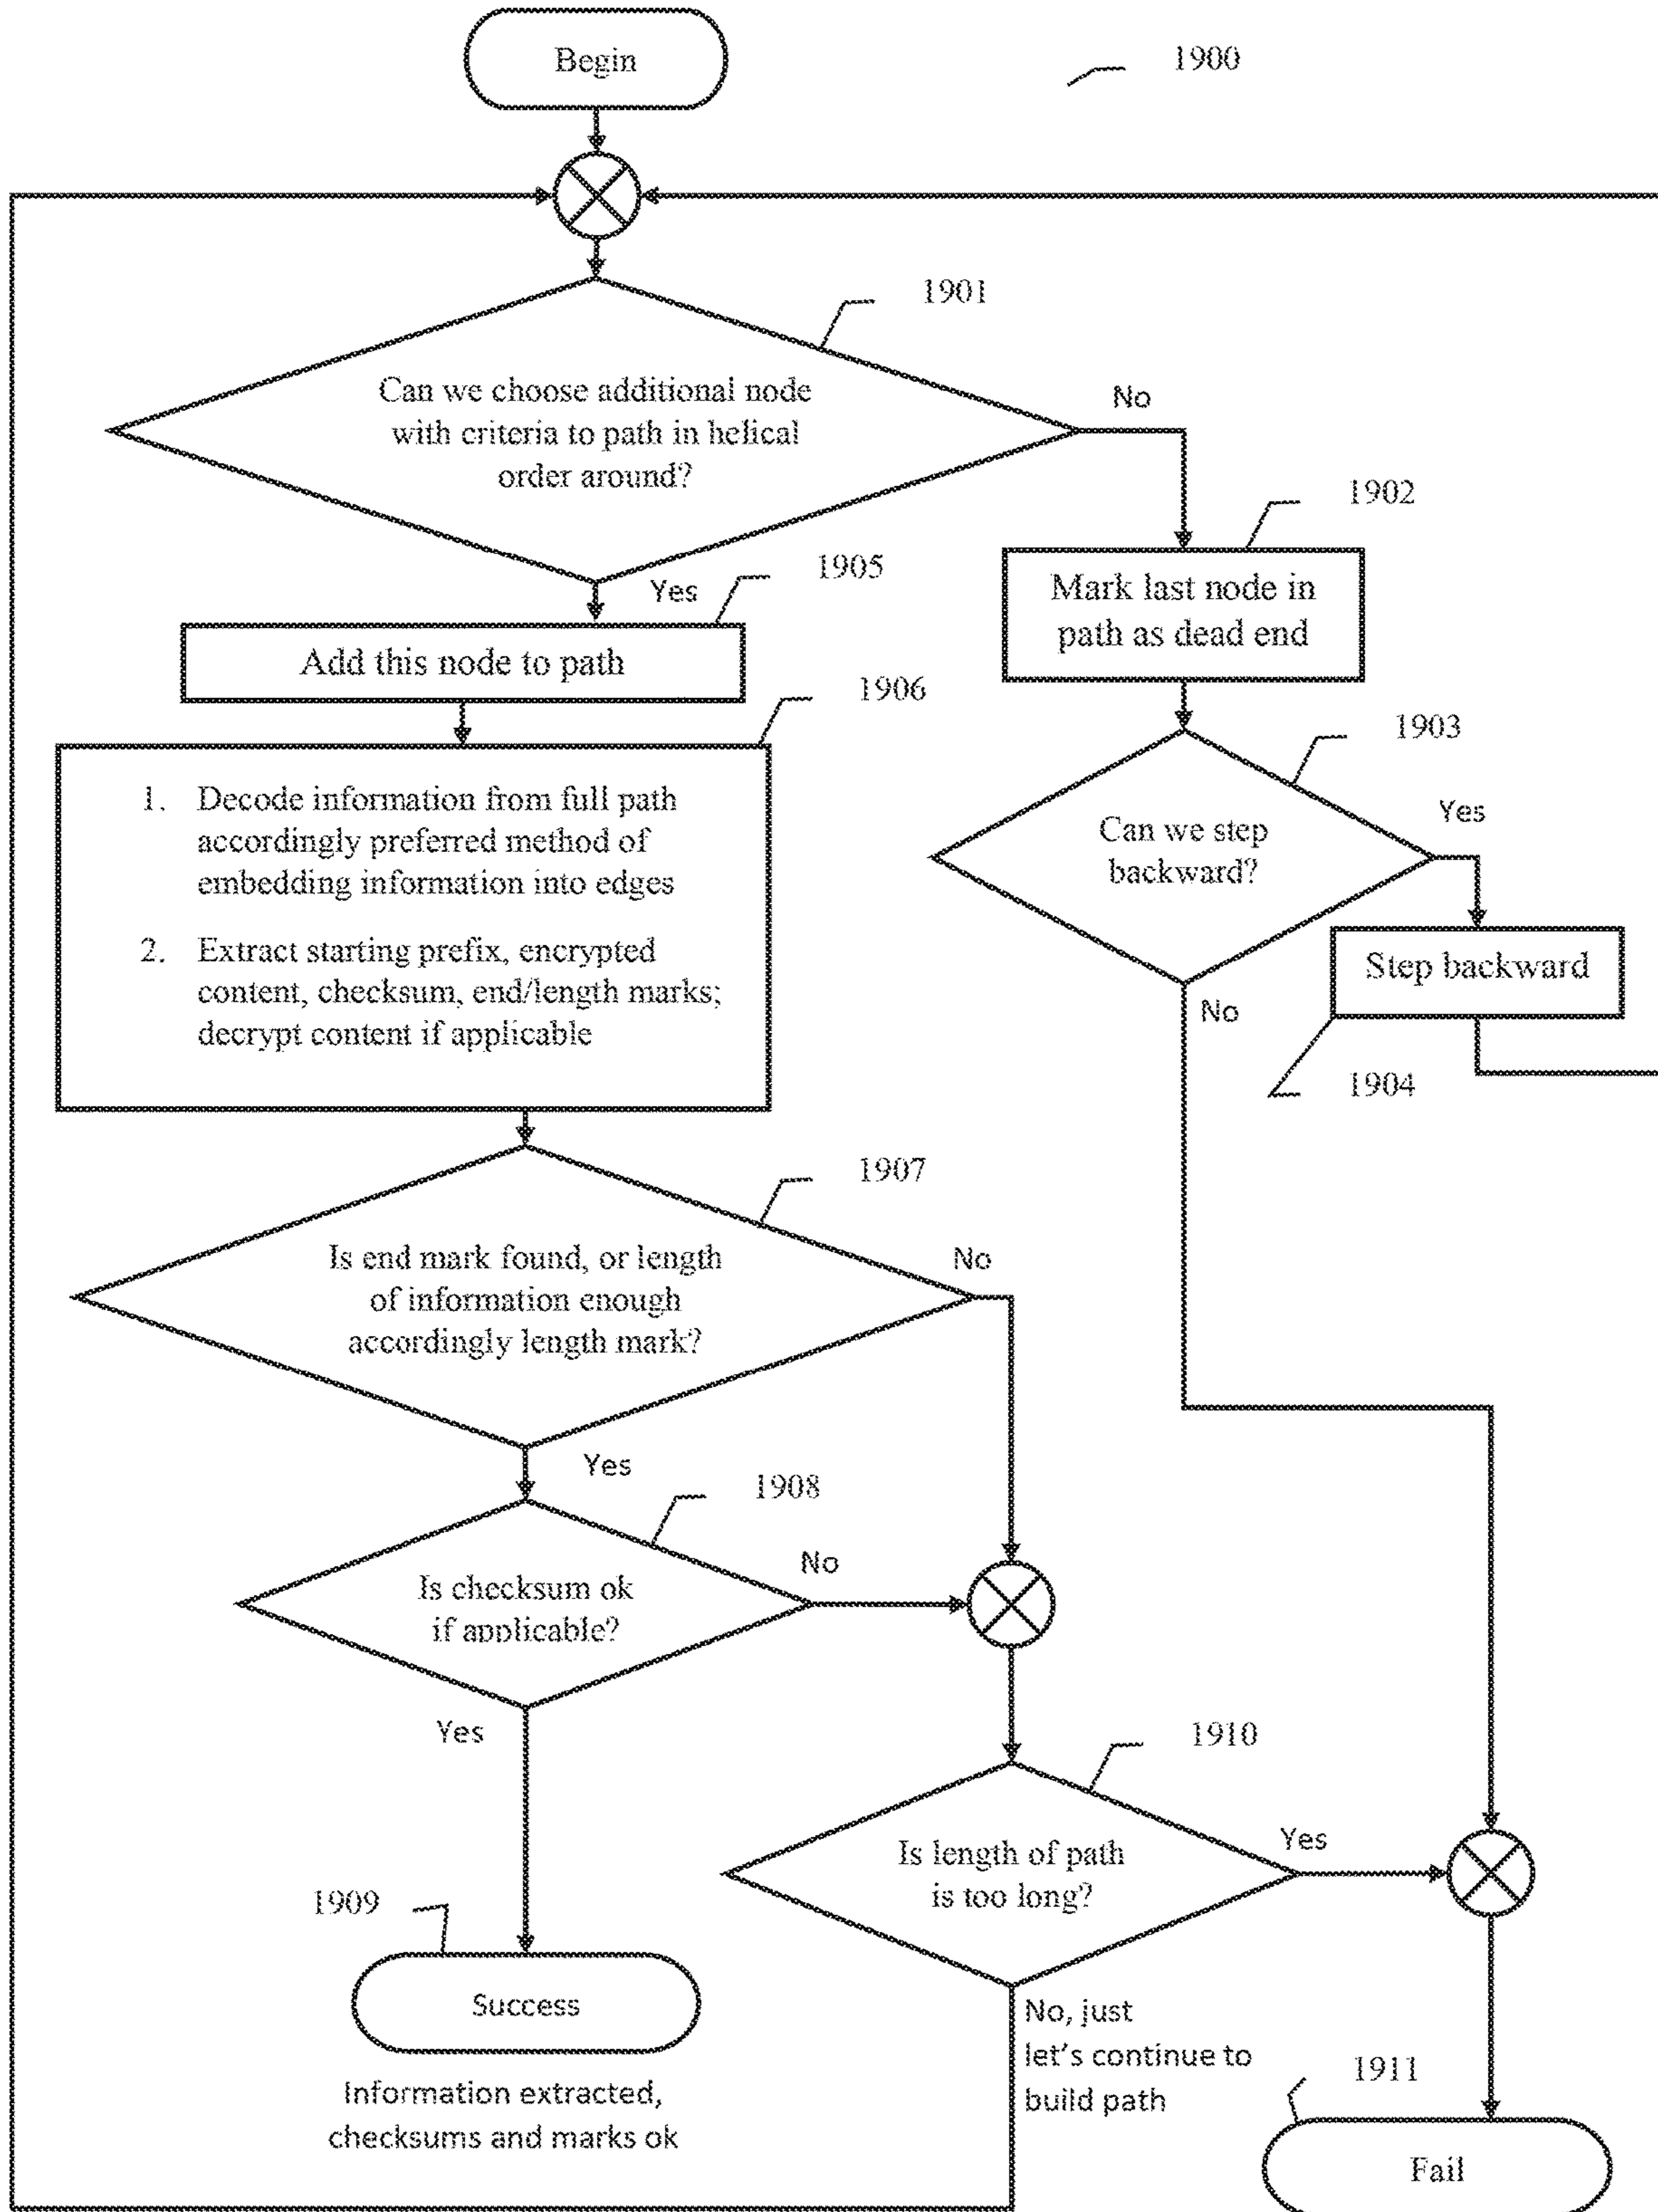 Begin
1900
1901
Can we choose additional node
with criteria to path in helical
order around?
No
1902
Mark last node in
path as dead end
Yes
1905
Add this node to path
1906
1. Decode information from full path
accordingly preferred method of
embedding information into edges
2. Extract starting prefix, encrypted
content, checksum, end/length marks;
decrypt content if applicable
1903
Can we step
backward?
Yes
Step backward
No
1904
1907
Is end mark found, or length
of information enough
accordingly length mark?
No
Yes
1908
Is checksum ok
if applicable?
No
Yes
1910
Is length of path
is too long?
Yes
1909
Success
Information extracted,
checksums and marks ok
No, just
let's continue to
build path
1911
Fail